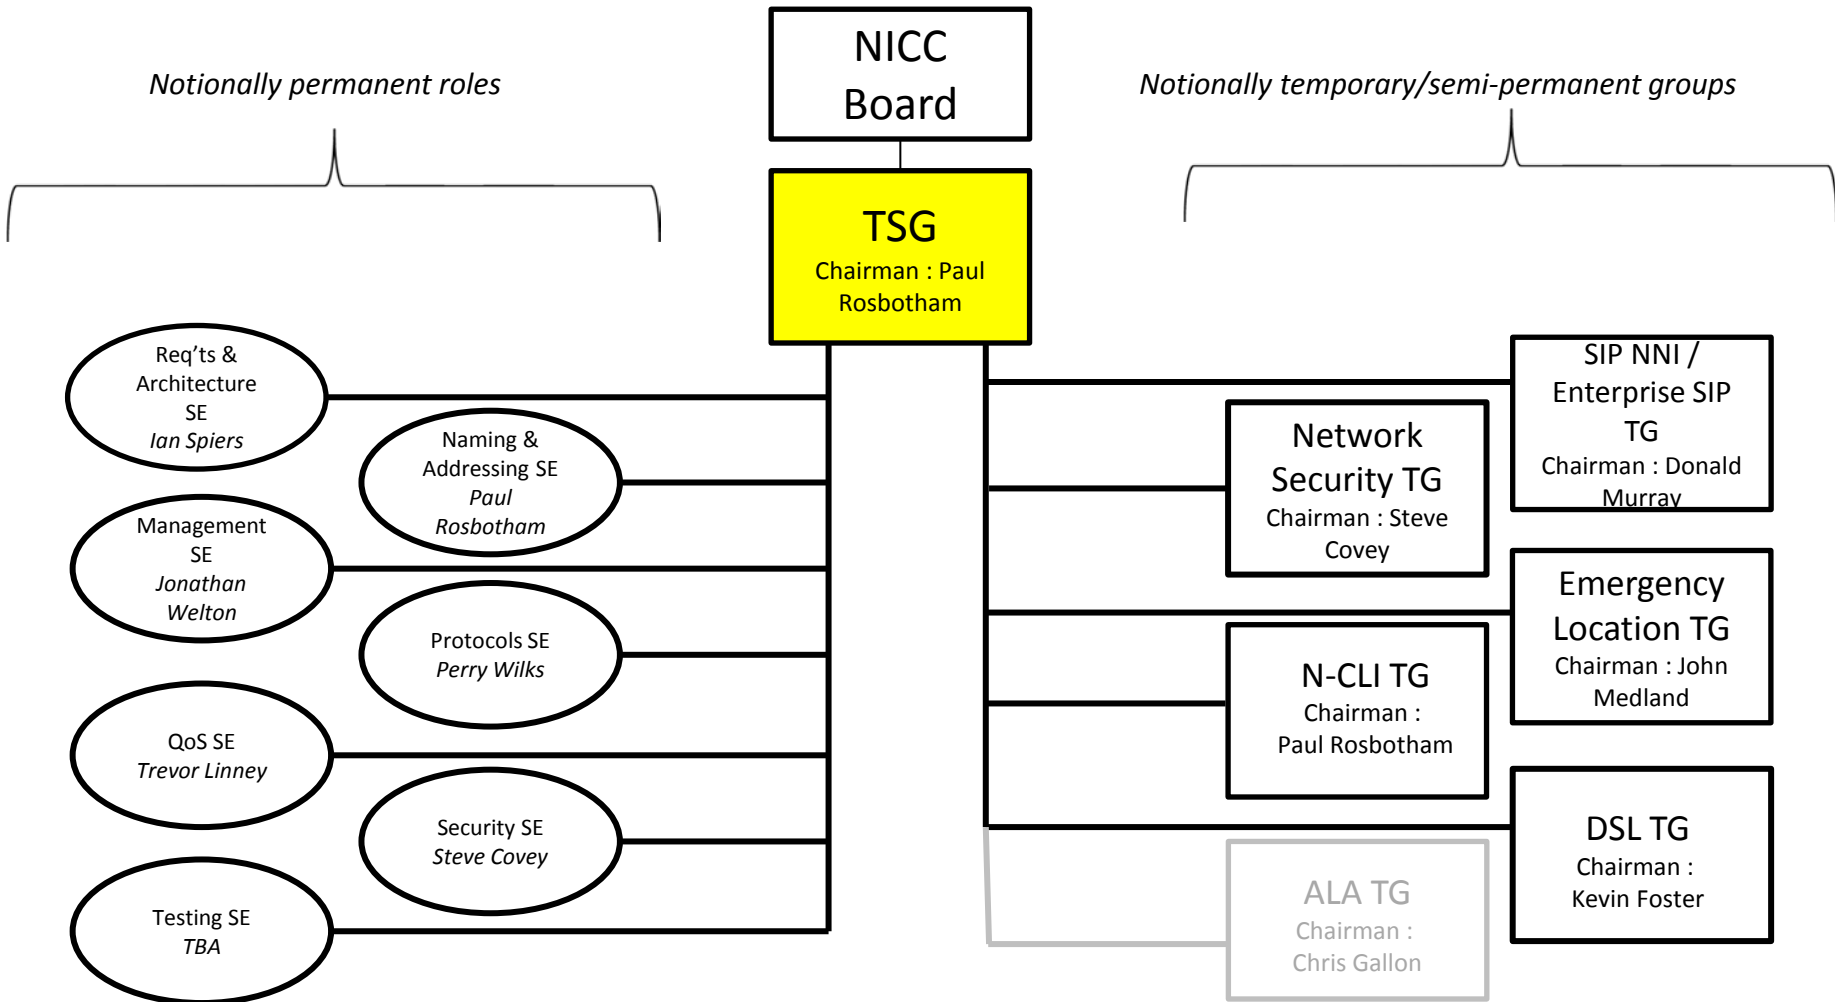 NICC
Board
Notionally permanent roles
Notionally temporary/semi-permanent groups
TSG
Chairman : Paul
Rosbotham
Req’ts &
Architecture
SE
Ian Spiers
Naming &
Addressing SE
Paul
Rosbotham
Management
SE
Jonathan
Welton
Protocols SE
Perry Wilks
QoS SE
Trevor Linney
Security SE
Steve Covey
Testing SE
TBA
SIP NNI /
Enterprise SIP
TG
Chairman : Donald
Murray
Network
Security TG
Chairman : Steve
Covey
Emergency
Location TG
Chairman : John
Medland
N-CLI TG
Chairman :
Paul Rosbotham
DSL TG
Chairman :
Kevin Foster
ALA TG
Chairman :
Chris Gallon